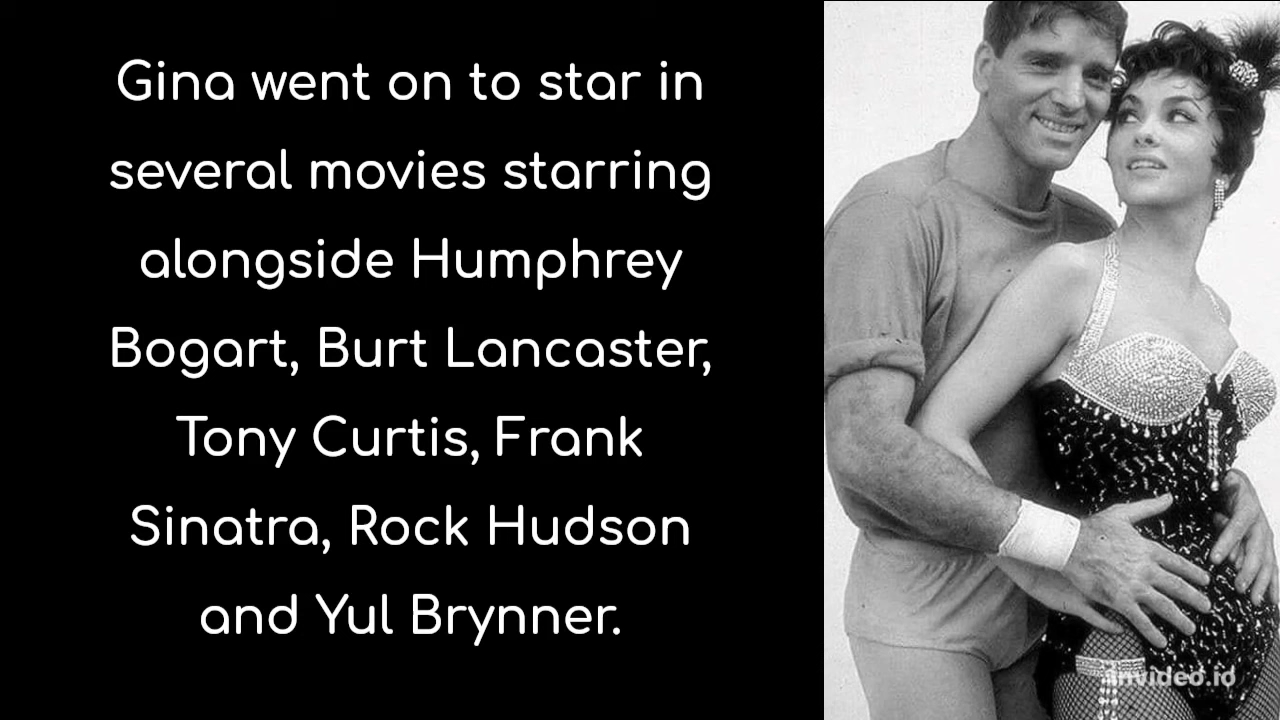 Gina went on to star in
several movies starring
alongside Humphrey
Bogart, Burt Lancaster,
Tony Curtis, Frank
Sinatra, Rock Hudson
and Yul Brynner.
invideo.io